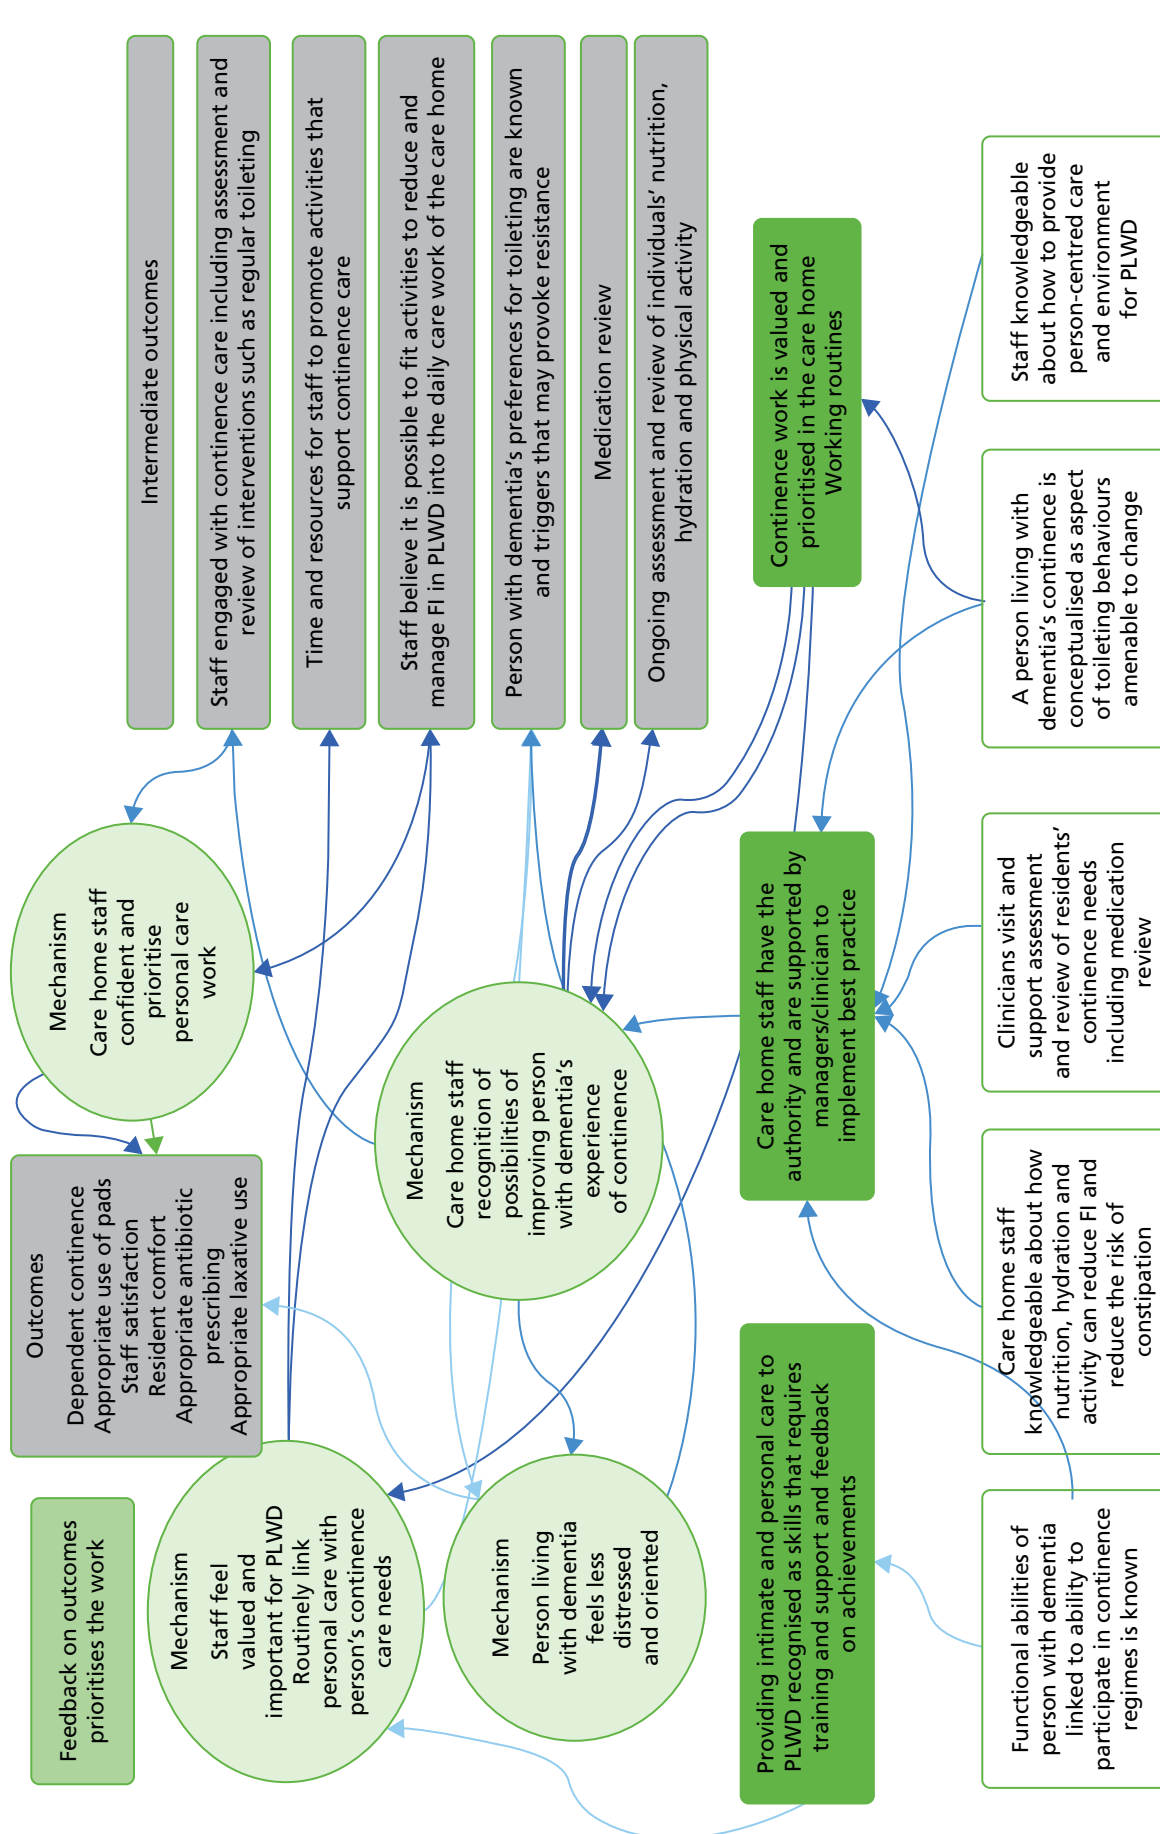 Feedback on outcomes
prioritises the work
Outcomes
Dependent continence
Appropriate use of pads
Staff satisfaction
Resident comfort
Appropriate antibiotic
prescribing
Appropriate laxative use
Mechanism
Care home staff
confident and
prioritise
personal care
work
Intermediate outcomes
Staff engaged with continence care including assessment and
review of interventions such as regular toileting
Time and resources for staff to promote activities that
support continence care
Staff believe it is possible to fit activities to reduce and
manage FI in PLWD into the daily care work of the care home
Person with dementia’s preferences for toileting are known
and triggers that may provoke resistance
Medication review
Ongoing assessment and review of individuals’ nutrition,
hydration and physical activity
Mechanism
Staff feel
valued and
important for PLWD
Routinely link
personal care with
person’s continence
care needs
Mechanism
Care home staff
recognition of
possibilities of
improving person
with dementia’s
experience
of continence
Mechanism
Person living
with dementia
feels less
distressed
and oriented
Providing intimate and personal care to
PLWD recognised as skills that requires
training and support and feedback
on achievements
Care home staff have the
authority and are supported by
managers/clinician to
implement best practice
Continence work is valued and
prioritised in the care home
Working routines
Functional abilities of
person with dementia
linked to ability to
participate in continence
regimes is known
Care home staff
knowledgeable about how
nutrition, hydration and
activity can reduce FI and
reduce the risk of
constipation
Clinicians visit and
support assessment
and review of residents’
continence needs
including medication
review
A person living with
dementia’s continence is
conceptualised as aspect
of toileting behaviours
amenable to change
Staff knowledgeable
about how to provide
person-centred care
and environment
for PLWD